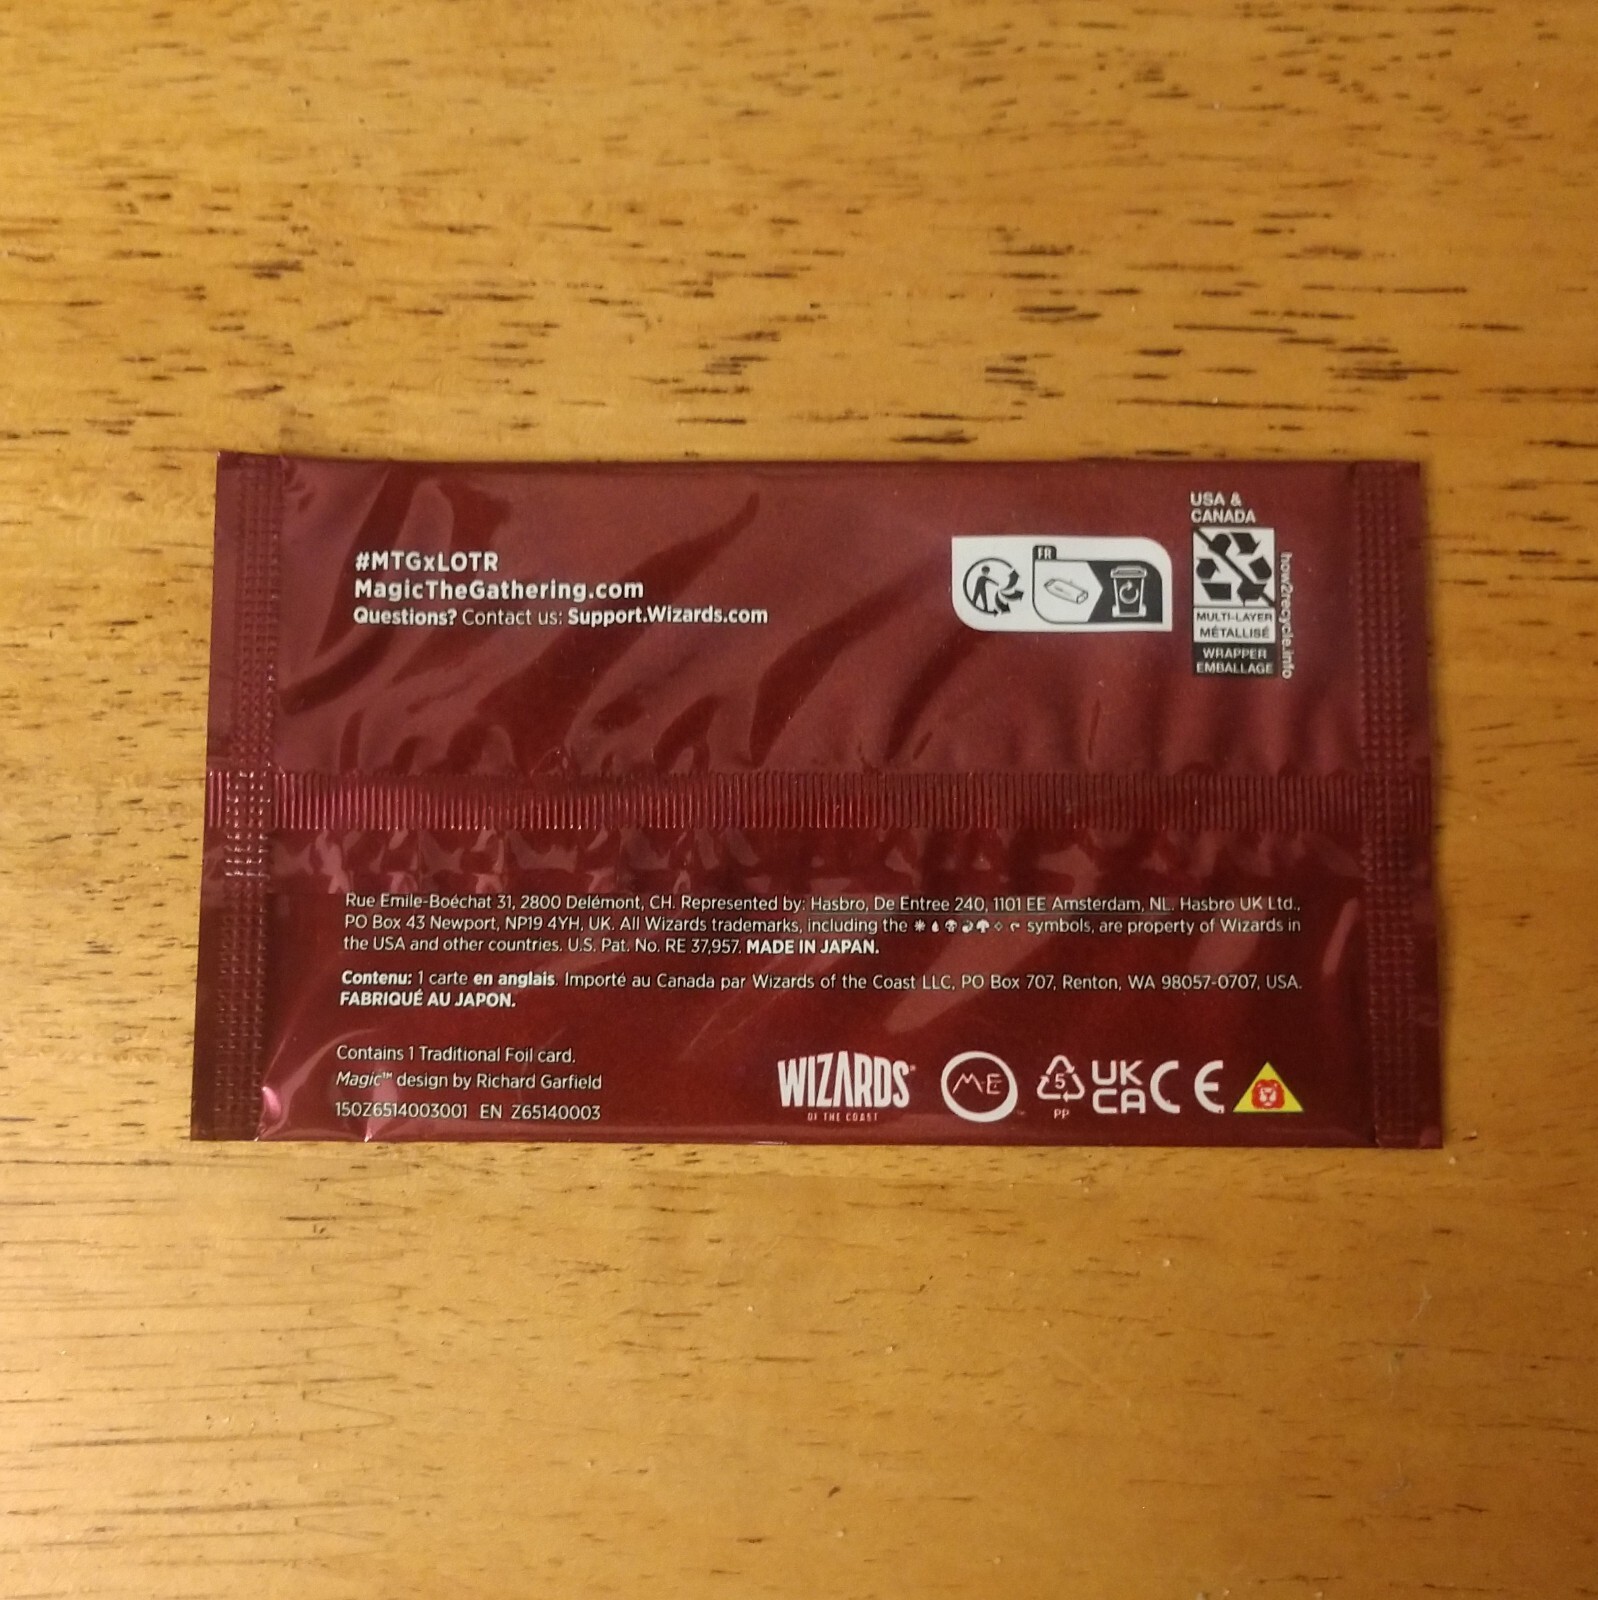 #MTGxLOTR
MagicTheGathering.com
Questions? Contact us: Support.Wizards.com
FR
USA &
CANADA
MULTI-LAYER
MÉTALLISÉ
WRAPPER
EMBALLAGE
how2recycle.info
Rue Emile-Boéchat 31, 2800 Delémont, CH. Represented by: Hasbro, De Entree 240, 1101 EE Amsterdam, NL. Hasbro UK Ltd.,
PO Box 43 Newport, NP19 4YH, UK. All Wizards trademarks, including the symbols, are property of Wizards in
the USA and other countries. U.S. Pat. No. RE 37,957. MADE IN JAPAN.
Contenu: 1 carte en anglais. Importé au Canada par Wizards of the Coast LLC, PO Box 707, Renton, WA 98057-0707, USA.
FABRIQUÉ AU JAPON.
Contains 1 Traditional Foil card.
Magic™ design by Richard Garfield
150Z6514003001 EN Z65140003
WIZARDS
OF THE COAST
M-E ™
5
PP
UK
CA
CE